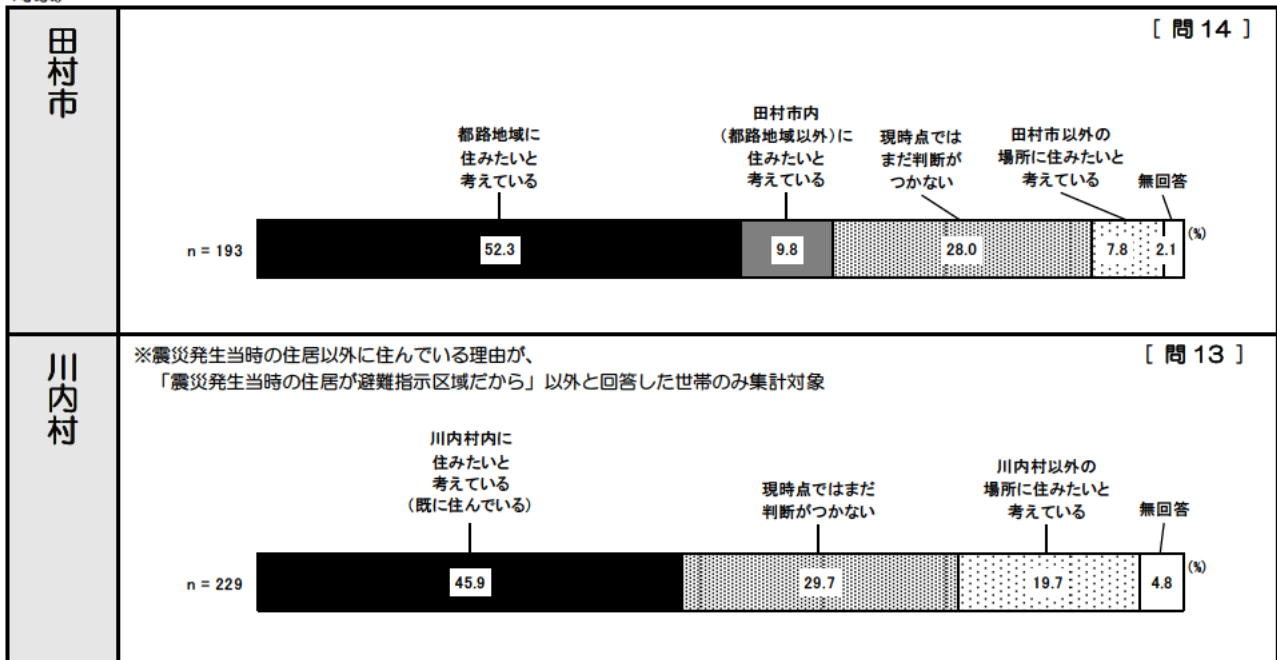 田村市
[ 問14 ]
都路地域に
住みたいと
考えている
田村市内
(都路地域以外)に
住みたいと
考えている
現時点では
まだ判断が
つかない
田村市以外の
場所に住みたいと
考えている
無回答
n = 193
52.3
9.8
28.0
7.8
2.1
(%)
川内村
※震災発生当時の住居以外に住んでいる理由が、
「震災発生当時の住居が避難指示区域だから」以外と回答した世帯のみ集計対象
[ 問13 ]
川内村内に
住みたいと
考えている
(既に住んでいる)
現時点ではまだ
判断がつかない
川内村以外の
場所に住みたいと
考えている
無回答
n = 229
45.9
29.7
19.7
4.8
(%)